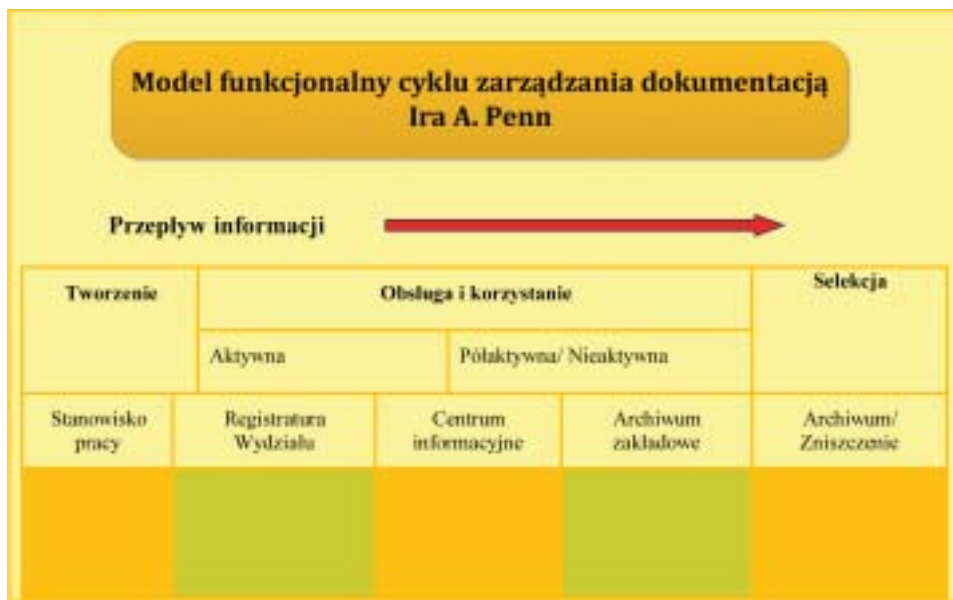 Model funkcjonalny cyklu zarządzania dokumentacją
Ira A. Penn
Przepływ informacji
Tworzenie
Obsługa i korzystanie
Selekcja
Aktywna
Półaktywna/ Nieaktywna
Stanowisko
pracy
Registratura
Wydziału
Centrum
informacyjne
Archiwum
zakładowe
Archiwum/
Zniszczenie